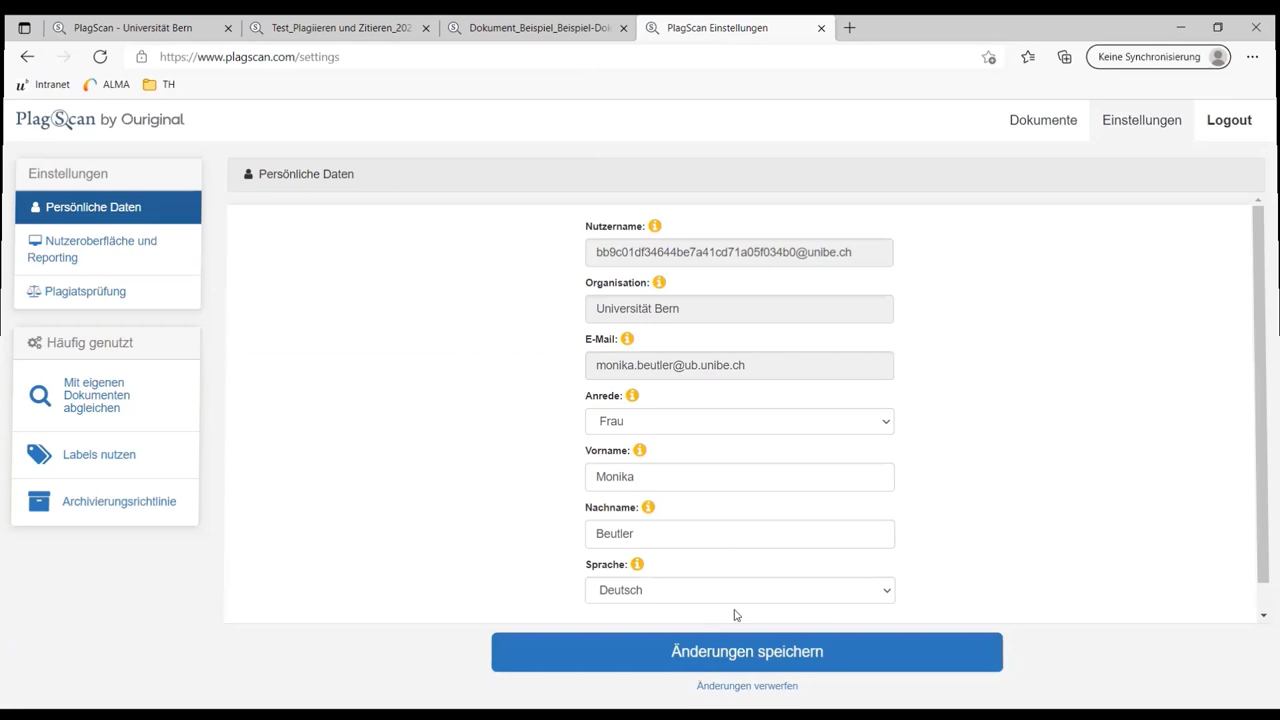 PlagScan - Universität Bern
Test_Plagiieren und Zitieren_202
Dokument_Beispiel_Beispiel-Do
PlagScan Einstellungen
https://www.plagscan.com/settings
Keine Synchronisierung
Intranet
ALMA
TH
PlagScan by Ouriginal
Dokumente
Einstellungen
Logout
Einstellungen
Persönliche Daten
Nutzeroberfläche und
Reporting
Plagiatsprüfung
Häufig genutzt
Mit eigenen
Dokumenten
abgleichen
Labels nutzen
Archivierungsrichtlinie
Persönliche Daten
Nutzername:
bb9c01df34644be7a41cd71a05f034b0@unibe.ch
Organisation:
Universität Bern
E-Mail:
monika.beutler@ub.unibe.ch
Anrede:
Frau
Vorname:
Monika
Nachname:
Beutler
Sprache:
Deutsch
Änderungen speichern
Änderungen verwerfen